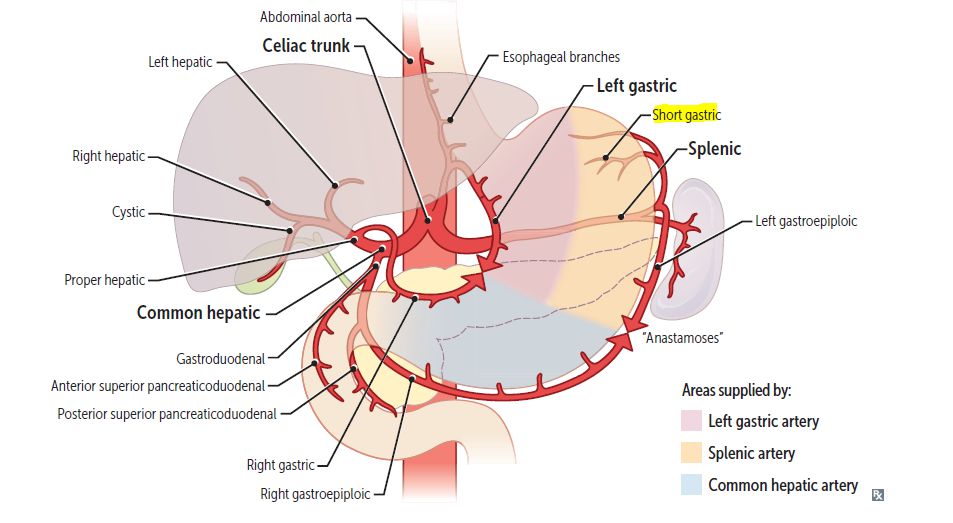 Abdominal aorta
Celiac trunk
Left hepatic
Esophageal branches
Left gastric
Short gastric
Splenic
Right hepatic
Cystic
Left gastroepiploic
Proper hepatic
Common hepatic
"Anastamoses"
Gastroduodenal
Anterior superior pancreaticoduodenal
Posterior superior pancreaticoduodenal
Areas supplied by:
Left gastric artery
Splenic artery
Common hepatic artery
Right gastric
Right gastroepiploic